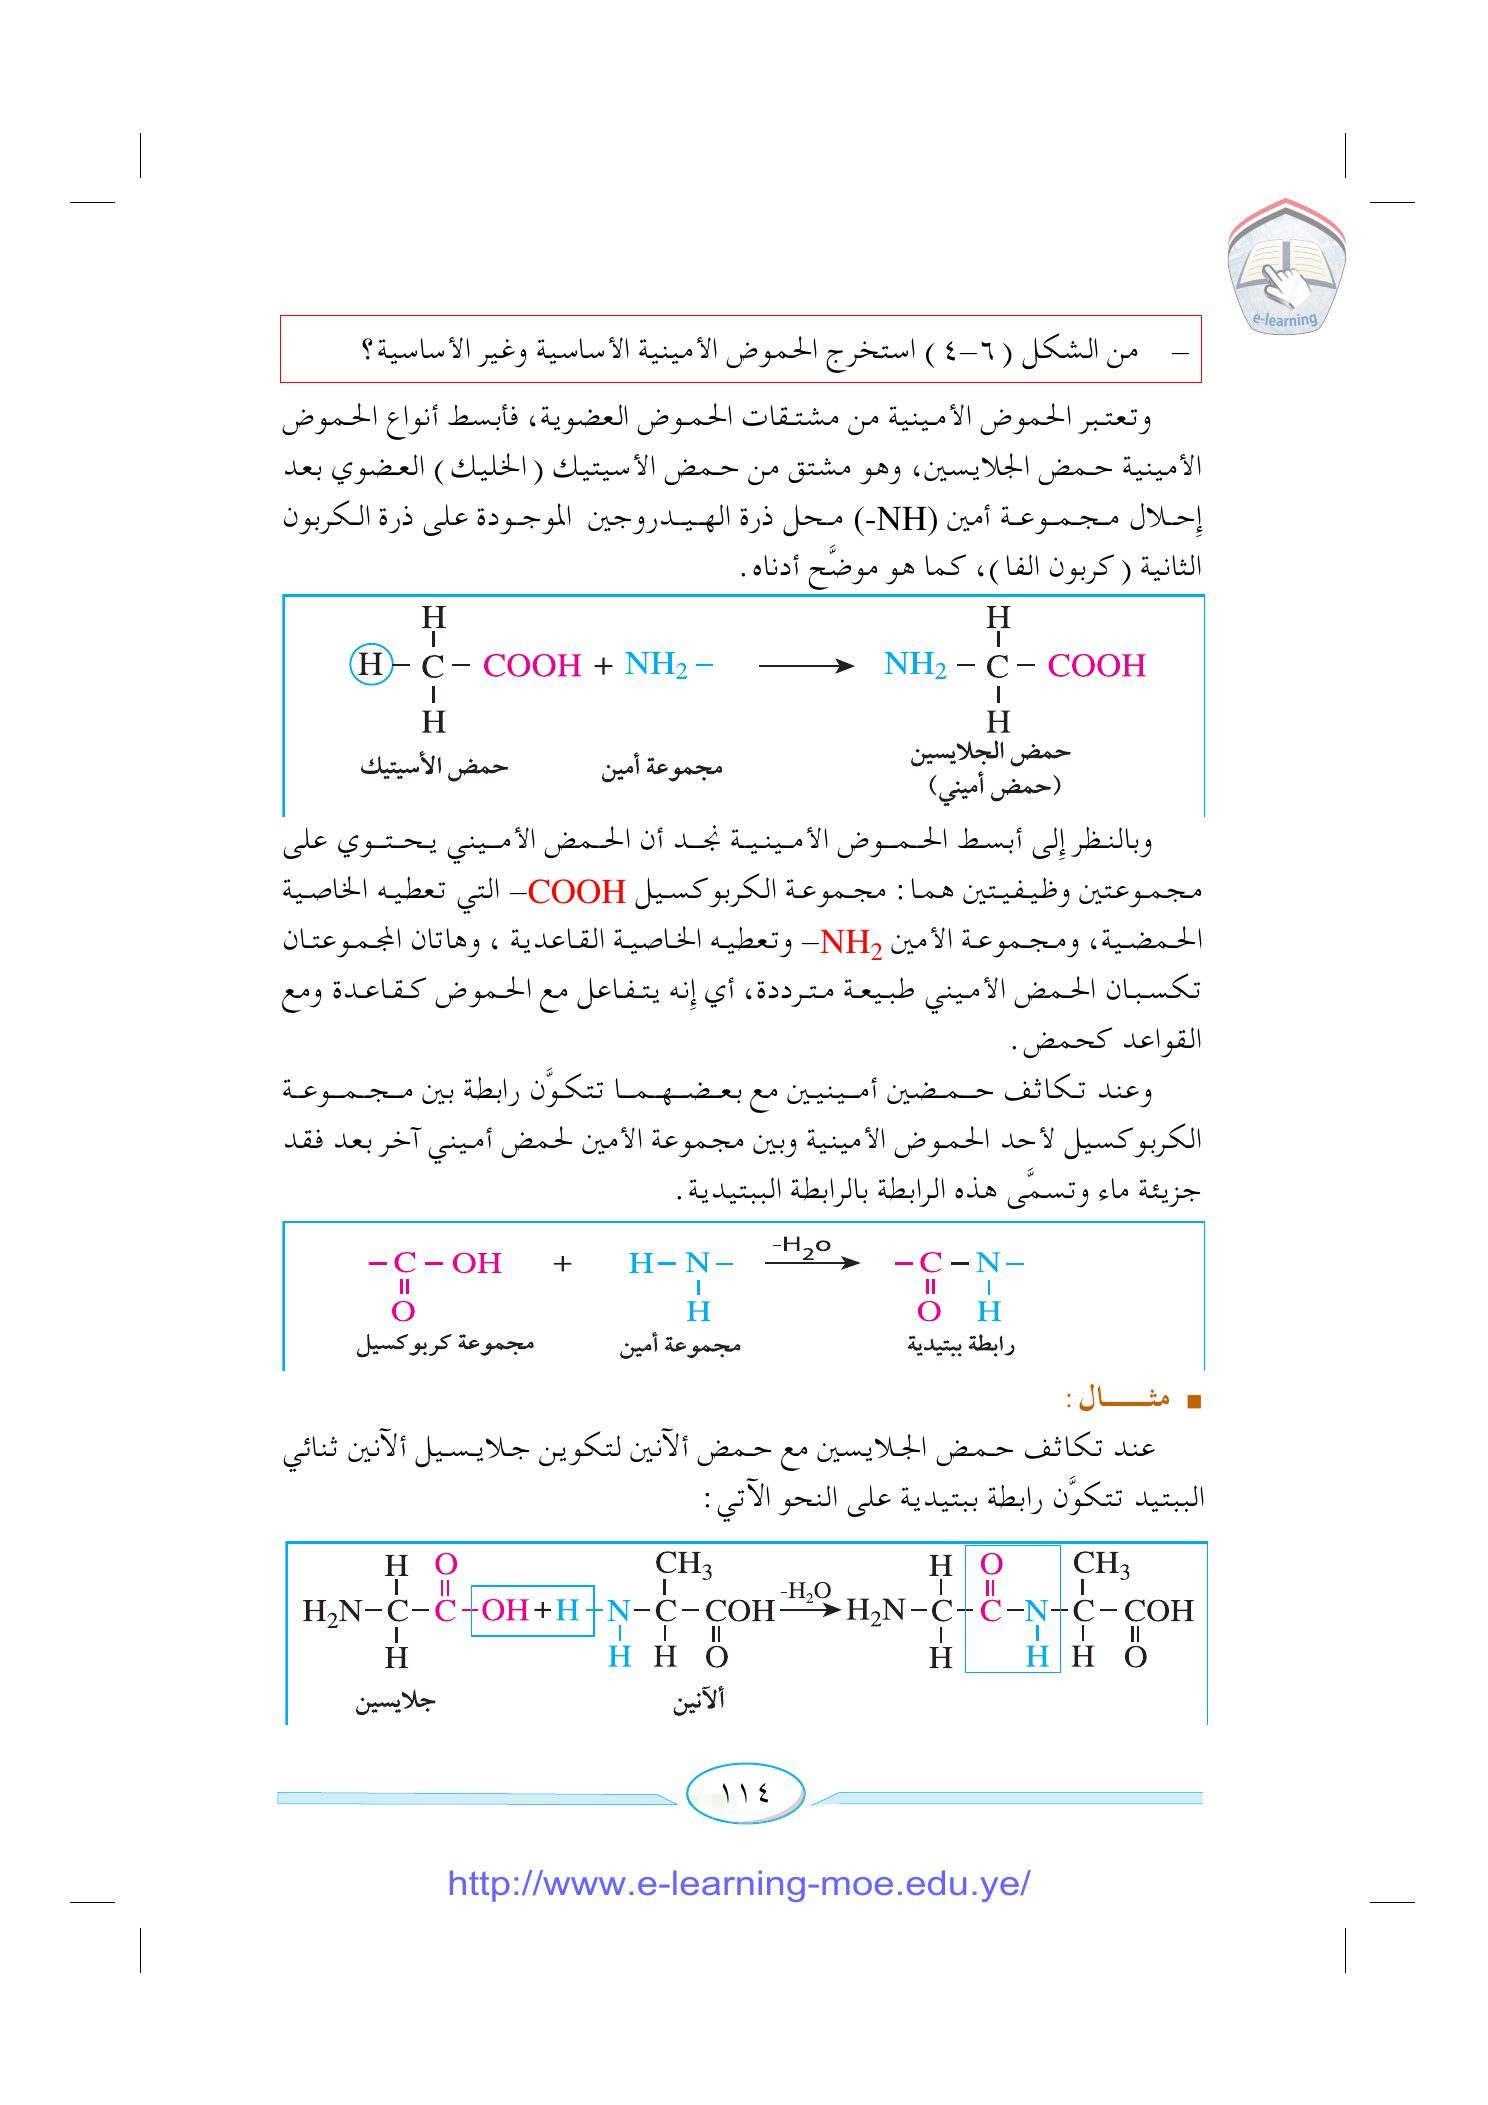 e-learning
– من الشكل ( ٦–٤ ) استخرج الحموض الأمينية الأساسية وغير الأساسية؟
وتعتبر الحموض الأمينية من مشتقات الحموض العضوية، فأبسط أنواع الحموض
الأمينية حمض الجلايسين، وهو مشتق من حمض الأسيتيك ( الخليك ) العضوي بعد
إحلال مجموعة أمين (NH-) محل ذرة الهيدروجين الموجودة على ذرة الكربون
الثانية ( كربون الفا )، كما هو موضَّح أدناه .
H H
H – C – COOH + NH2 – → NH2 – C – COOH
H H
حمض الأسيتيك مجموعة أمين حمض الجلايسين
(حمض أميني)
وبالنظر إلى أبسط الحموض الأمينية نجد أن الحمض الأميني يحتوي على
مجموعتين وظيفيتين هما : مجموعة الكربوكسيل COOH– التي تعطيه الخاصية
الحمضية، ومجموعة الأمين NH2– وتعطيه الخاصية القاعدية ، وهاتان المجموعتان
تكسبان الحمض الأميني طبيعة مترددة، أي إنه يتفاعل مع الحموض كقاعدة ومع
القواعد كحمض .
وعند تكاثف حمضين أمينيين مع بعضهما تتكوَّن رابطة بين مجموعة
الكربوكسيل لأحد الحموض الأمينية وبين مجموعة الأمين لحمض أميني آخر بعد فقد
جزيئة ماء وتسمَّى هذه الرابطة بالرابطة الببتيدية .
–H2o
– C – OH + H – N – → – C – N –
O H O H
مجموعة كربوكسيل مجموعة أمين رابطة ببتيدية
■ مثـــــال :
عند تكاثف حمض الجلايسين مع حمض ألآنين لتكوين جلايسيل ألآنين ثنائي
الببتيد تتكوَّن رابطة ببتيدية على النحو الآتي :
H O CH3 H O CH3
H2N–C–C–OH+H–N–C–COH -H2O→ H2N–C–C–N–C–COH
H H H O H H H O
جلايسين ألآنين
١١٤
http://www.e-learning-moe.edu.ye/